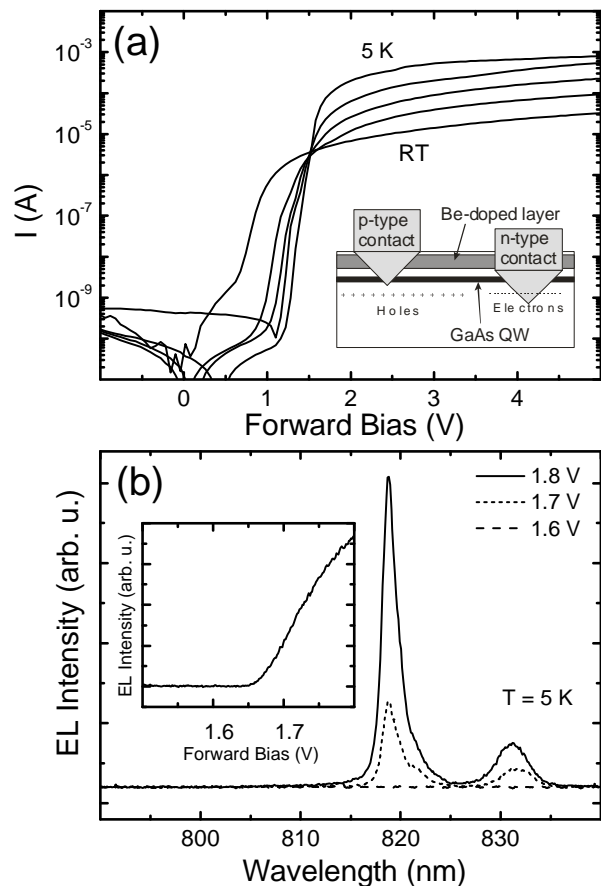 (a)
5 K
RT
10-3
10-5
10-7
10-9
I (A)
p-type
contact
Be-doped layer
n-type
contact
Holes
Electrons
GaAs QW
0
1
2
3
4
Forward Bias (V)
(b)
1.8 V
1.7 V
1.6 V
EL Intensity (arb. u.)
1.6
1.7
Forward Bias (V)
T = 5 K
EL Intensity (arb. u.)
800
810
820
830
Wavelength (nm)